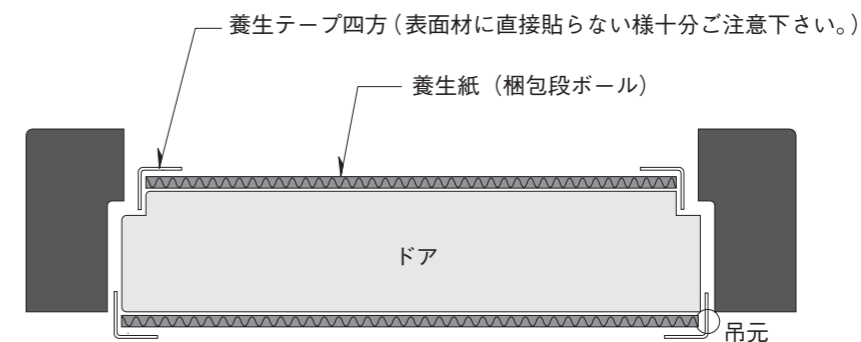 養生テープ四方（表面材に直接貼らない様十分ご注意下さい。）
養生紙（梱包段ボール）
ドア
吊元